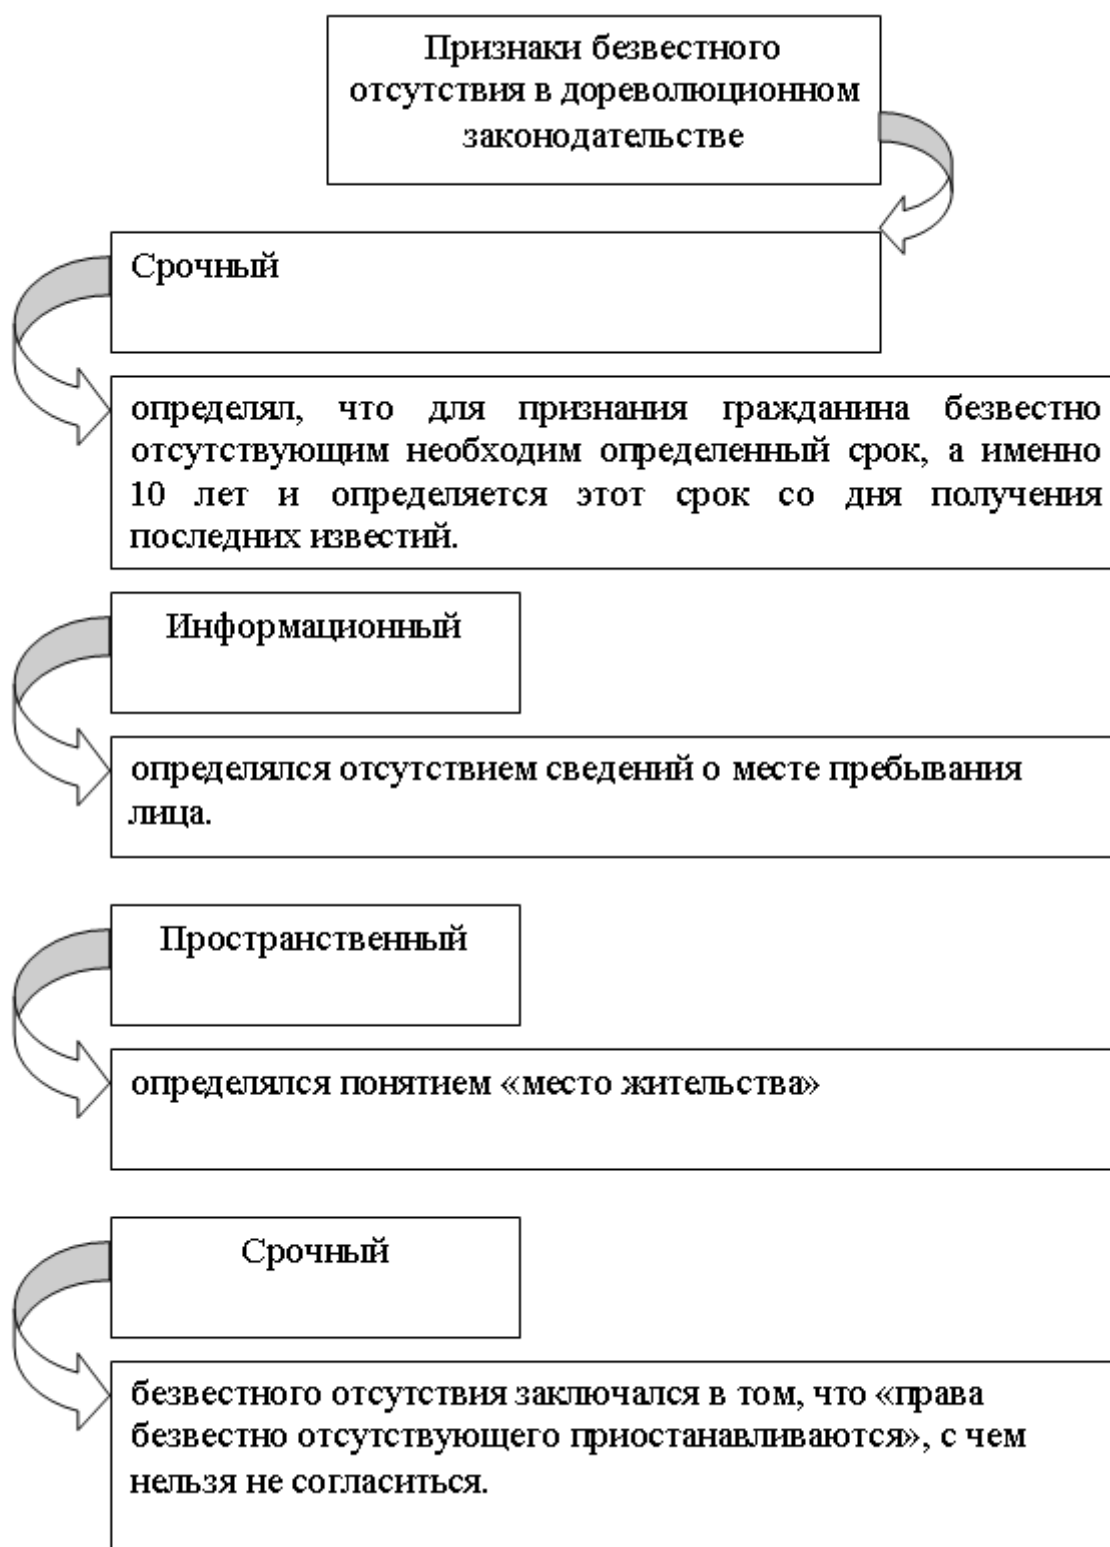 Признаки безвестного
отсутствия в дореволюционном
законодательстве
Срочный
определял, что для признания гражданина безвестно
отсутствующим необходим определенный срок, а именно
10 лет и определяется этот срок со дня получения
последних известий.
Информационный
определялся отсутствием сведений о месте пребывания
лица.
Пространственный
определялся понятием «место жительства»
Срочный
безвестного отсутствия заключался в том, что «права
безвестно отсутствующего приостанавливаются», с чем
нельзя не согласиться.